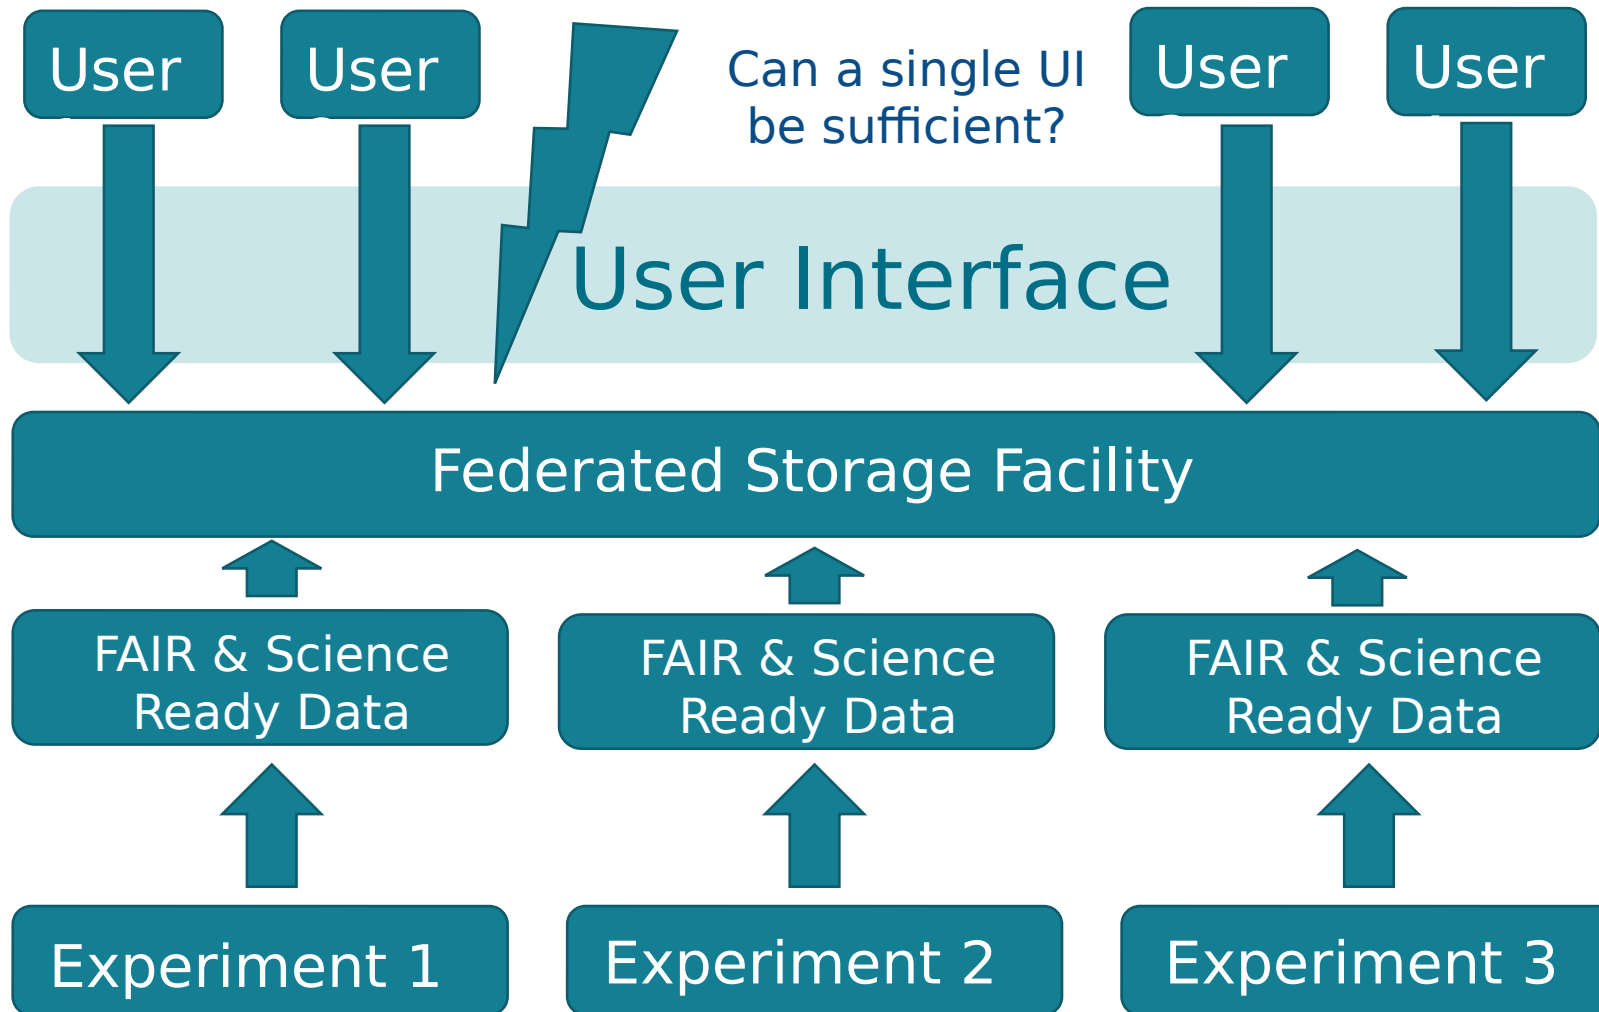 User
User
Can a single UI
be sufficient?
User
User
User Interface
Federated Storage Facility
FAIR & Science
Ready Data
FAIR & Science
Ready Data
FAIR & Science
Ready Data
Experiment 1
Experiment 2
Experiment 3